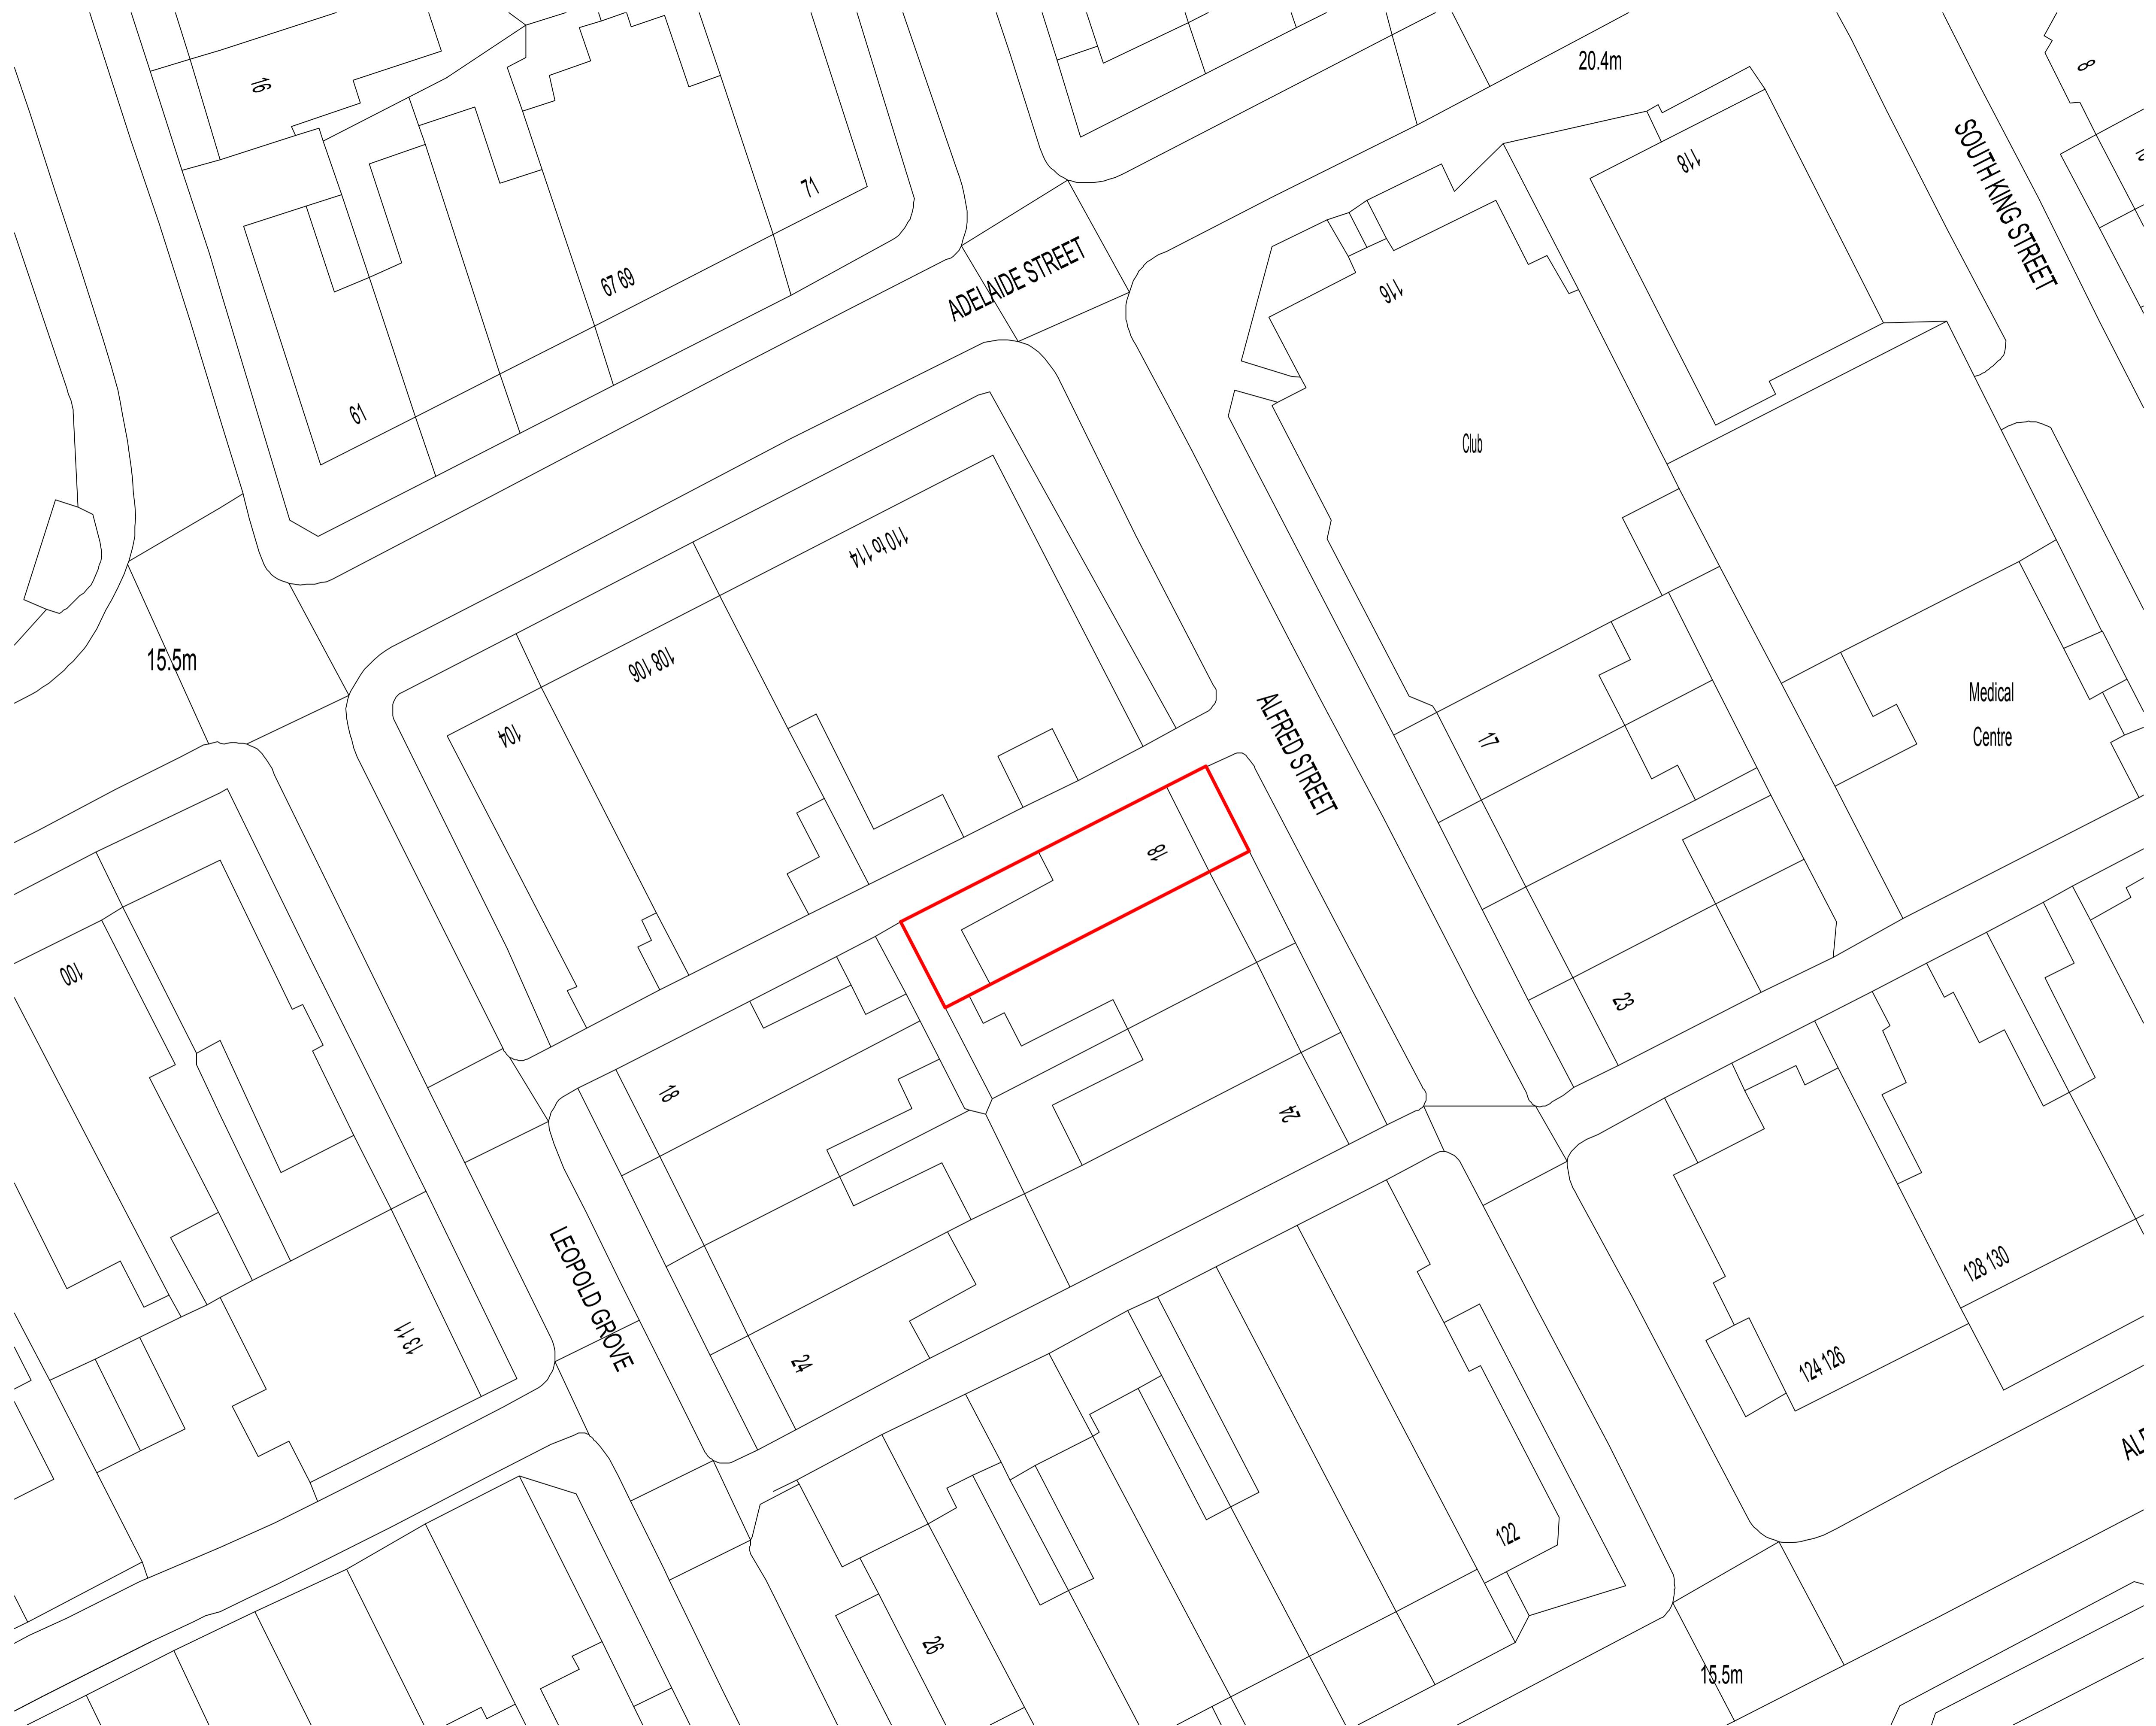 20.4m
8
16
SOUTH KING STREET
118
71
ADELAIDE STREET
67 69
116
61
Club
110 to 114
15.5m
108 106
104
ALFRED STREET
Medical
Centre
17
18
100
23
18
24
LEOPOLD GROVE
128 130
13 11
24
124 126
122
26
15.5m